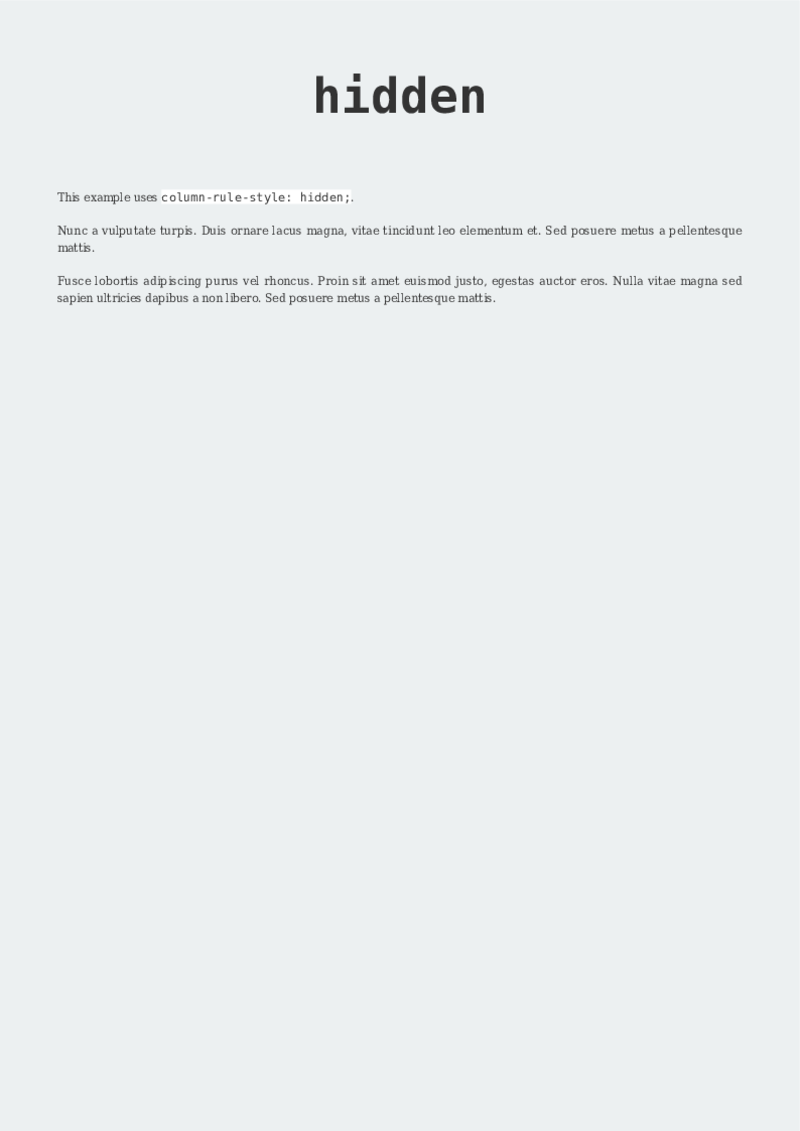 hidden
This example uses column-rule-style: hidden;.
Nunc a vulputate turpis. Duis ornare lacus magna, vitae tincidunt leo elementum et. Sed posuere metus a pellentesque
mattis.
Fusce lobortis adipiscing purus vel rhoncus. Proin sit amet euismod justo, egestas auctor eros. Nulla vitae magna sed
sapien ultricies dapibus a non libero. Sed posuere metus a pellentesque mattis.